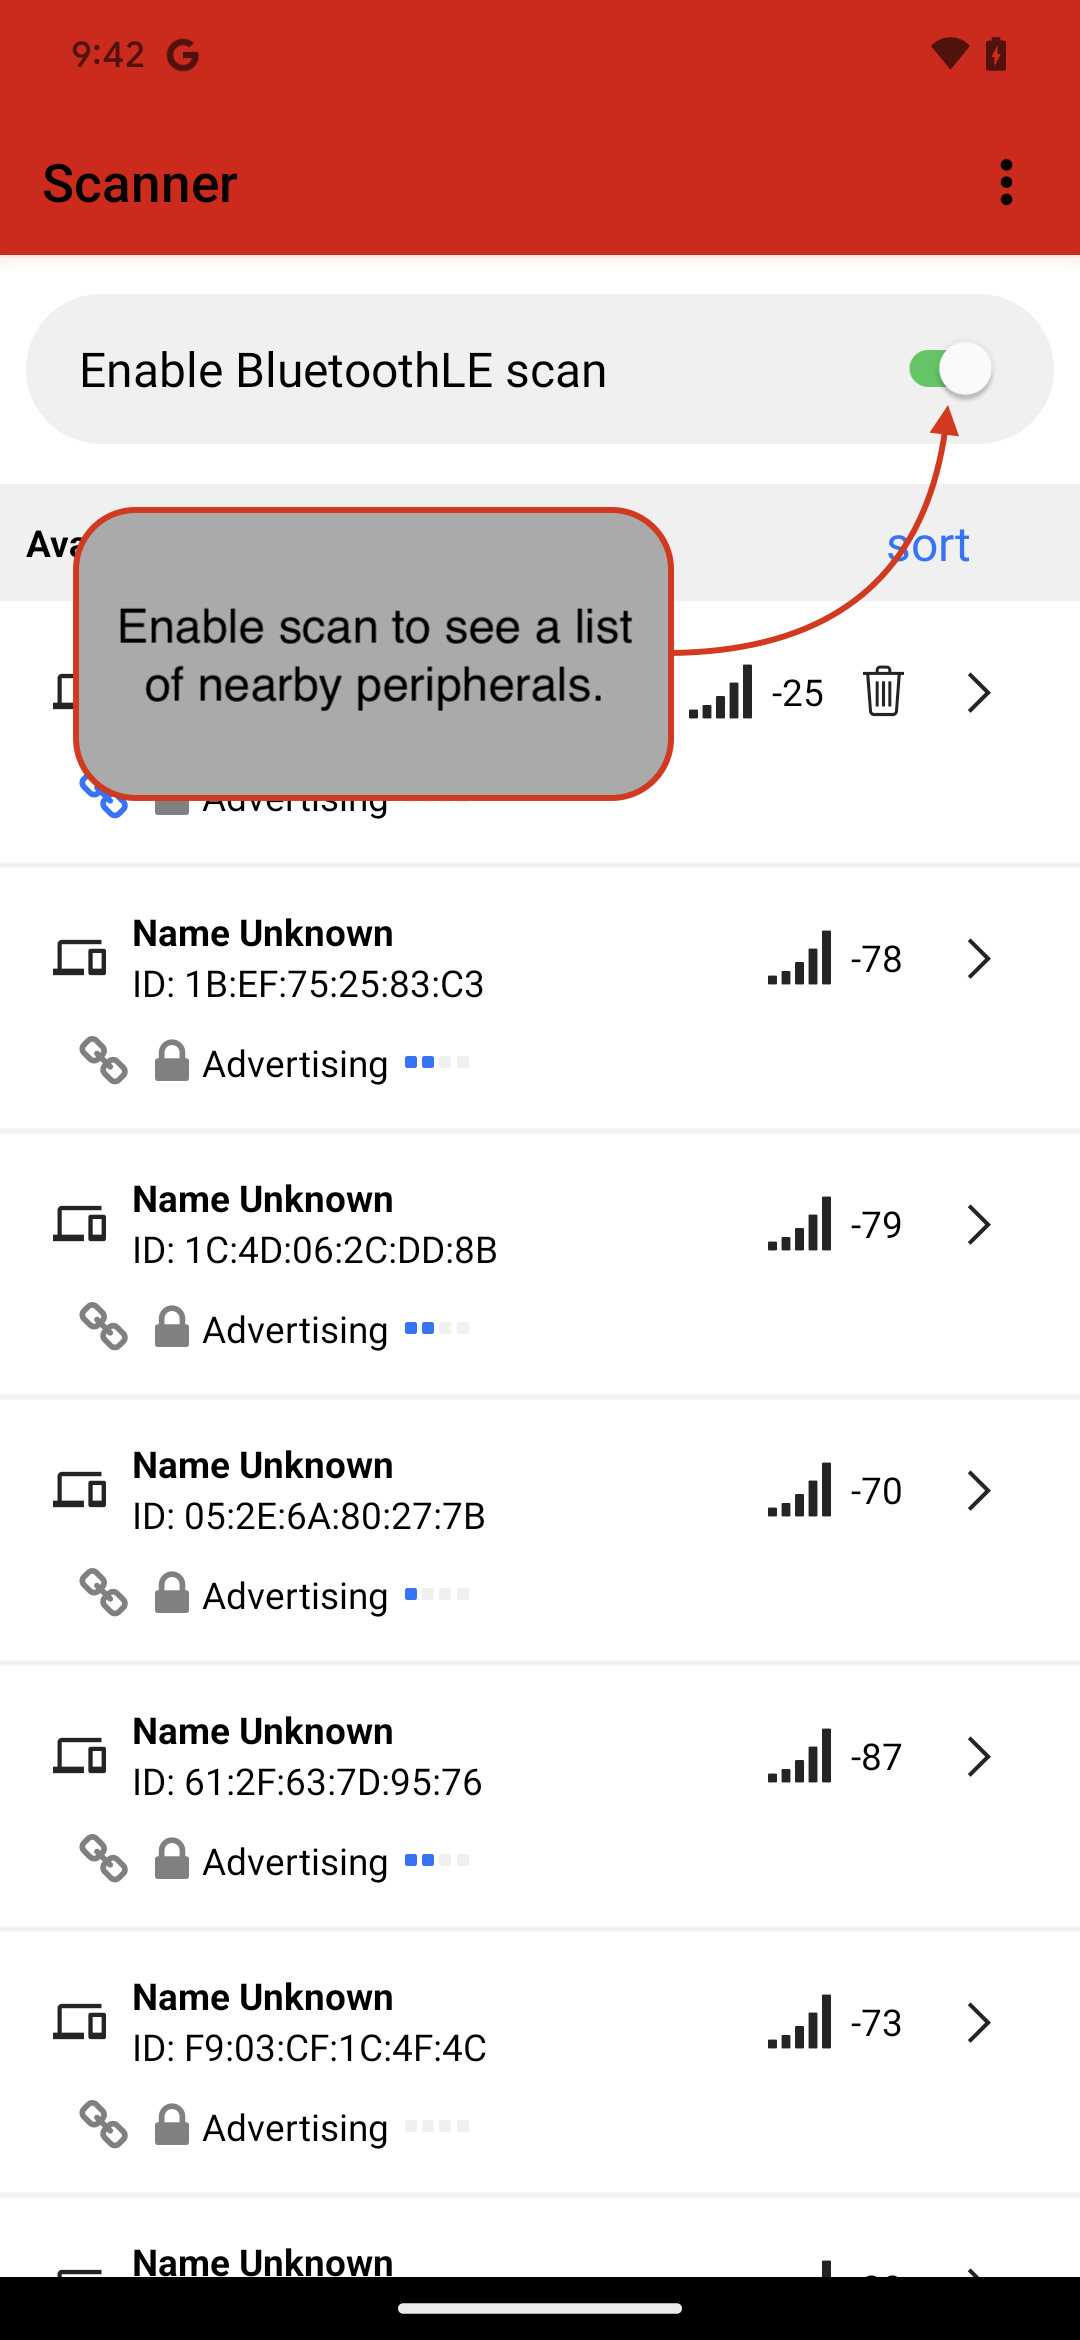 9:42
Scanner
Enable BluetoothLE scan
sort
Enable scan to see a list
of nearby peripherals.
-25
Advertising
Name Unknown
ID: 1B:EF:75:25:83:C3
-78
Advertising
Name Unknown
ID: 1C:4D:06:2C:DD:8B
-79
Advertising
Name Unknown
ID: 05:2E:6A:80:27:7B
-70
Advertising
Name Unknown
ID: 61:2F:63:7D:95:76
-87
Advertising
Name Unknown
ID: F9:03:CF:1C:4F:4C
-73
Advertising
Name Unknown